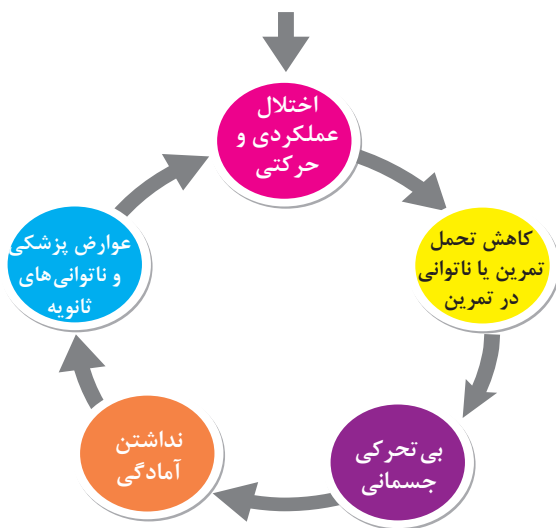 اختلال
عملکردی و
حرکتی
کاهش تحمل
تمرین یا ناتوانی
در تمرین
بی‌تحرکی
جسمانی
نداشتن
آمادگی
عوارض پزشکی
و ناتوانی‌های
ثانویه